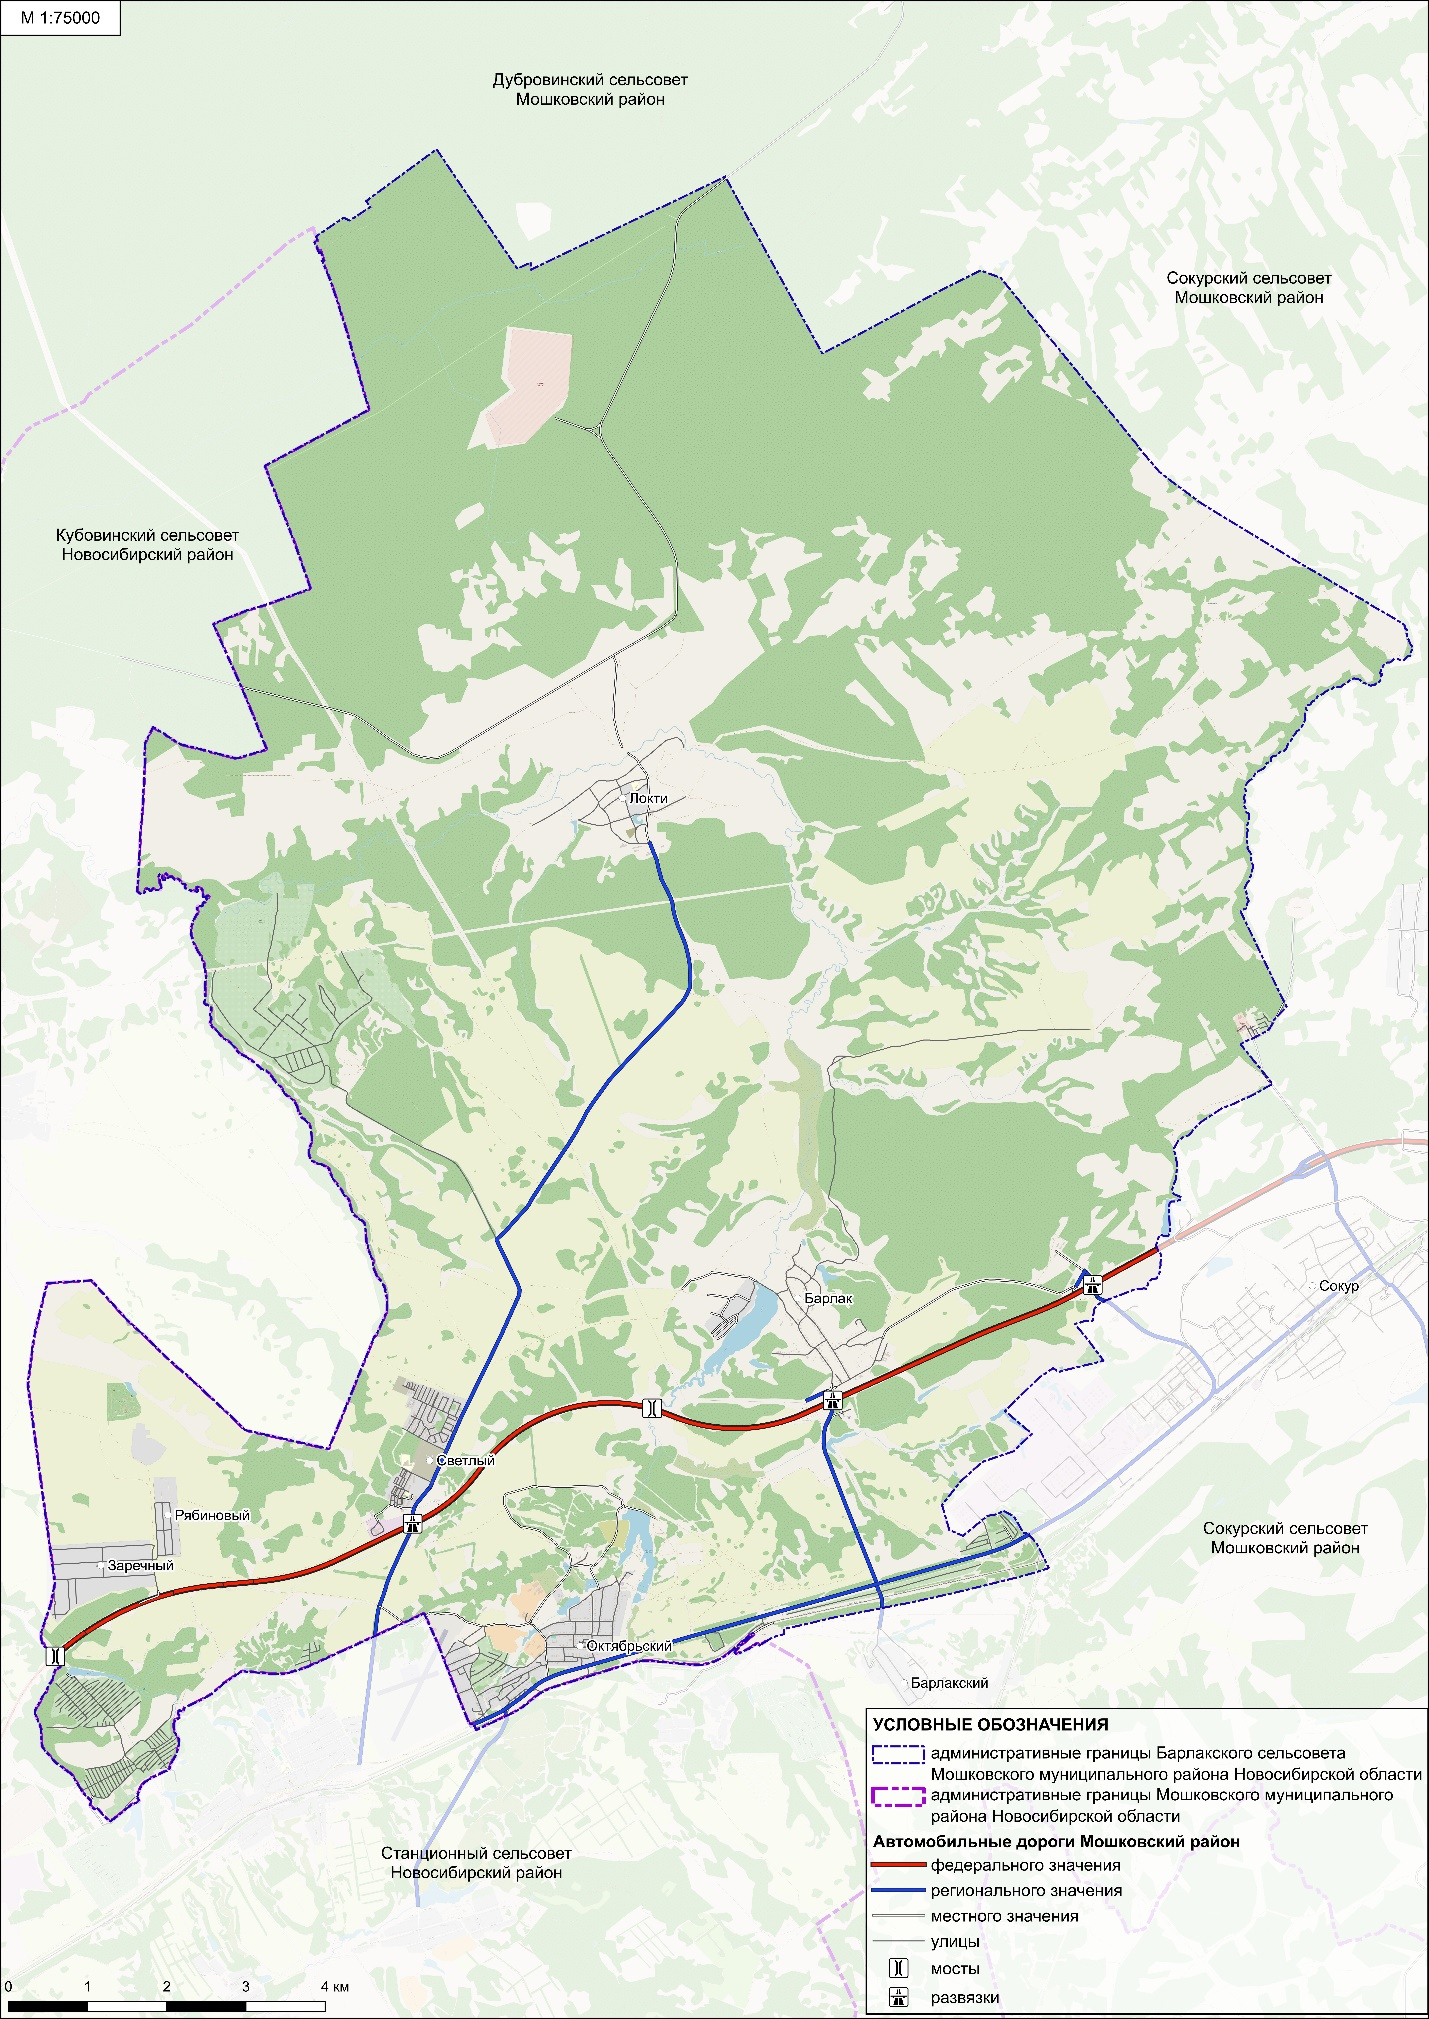 М 1:75000
Дубровинский сельсовет
Мошковский район
Сокурский сельсовет
Мошковский район
Кубовинский сельсовет
Новосибирский район
Локти
Сокур
Барлак
Светлый
Рябиновый
Заречный
Сокурский сельсовет
Мошковский район
Октябрьский
Барлакский
Станционный сельсовет
Новосибирский район
УСЛОВНЫЕ ОБОЗНАЧЕНИЯ
административные границы Барлакского сельсовета
Мошковского муниципального района Новосибирской области
административные границы Мошковского муниципального
района Новосибирской области
Автомобильные дороги Мошковский район
федерального значения
регионального значения
местного значения
улицы
мосты
развязки
0 1 2 3 4 км